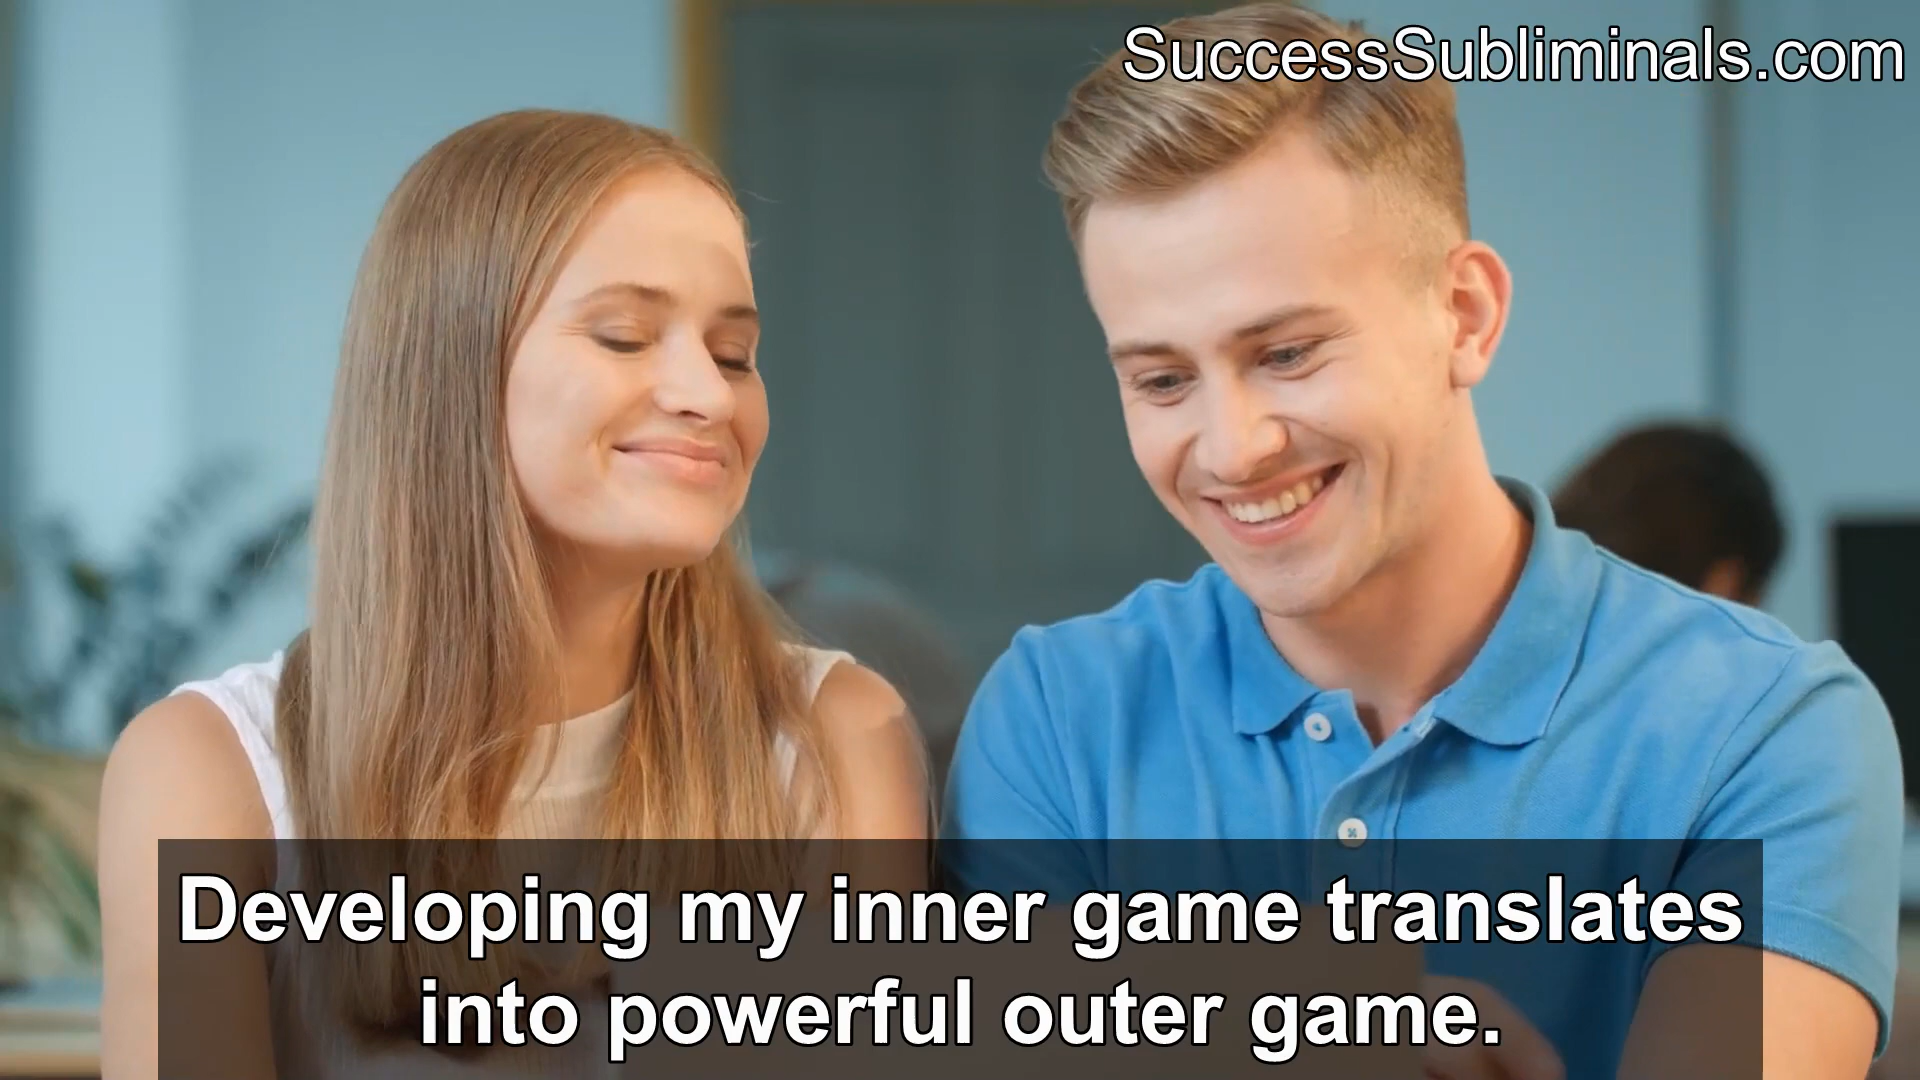 SuccessSubliminals.com
Developing my inner game translates
into powerful outer game.